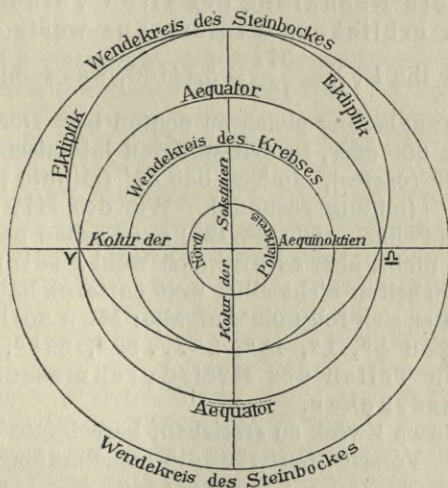 Wendekreis des Steinbockes
Ekliptik
Ekliptik
Aequator
Wendekreis des Krebses
Kolur der Solstitien
Nördl. Polarkreis
♈ Kolur der Aequinoktien ♎
Aequator
Wendekreis des Steinbockes